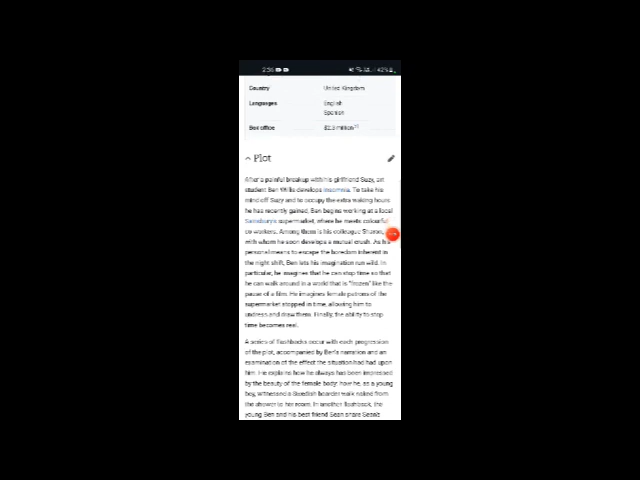 2:36
42%
Country United Kingdom
Languages English
Spanish
Box office $2.3 million
Plot
After a painful breakup with his girlfriend Suzy, art
student Ben Willis develops insomnia. To take his
mind off Suzy and to occupy the extra waking hours
he has recently gained, Ben begins working at a local
Sainsbury's supermarket, where he meets colourful
co-workers. Among them is his colleague Sharon,
with whom he soon develops a mutual crush. As his
personal means to escape the boredom inherent in
the night shift, Ben lets his imagination run wild. In
particular, he imagines that he can stop time so that
he can walk around in a world that is "frozen" like the
pause of a film. He imagines female patrons of the
supermarket stopped in time, allowing him to
undress and draw them. Finally, the ability to stop
time becomes real.
A series of flashbacks occur with each progression
of the plot, accompanied by Ben's narration and an
examination of the effect the situation had had upon
him. He explains how he always has been impressed
by the beauty of the female body: how he, as a young
boy, witnessed a Swedish boarder walk naked from
the shower to her room. In another flashback, the
young Ben and his best friend Sean share Sean's